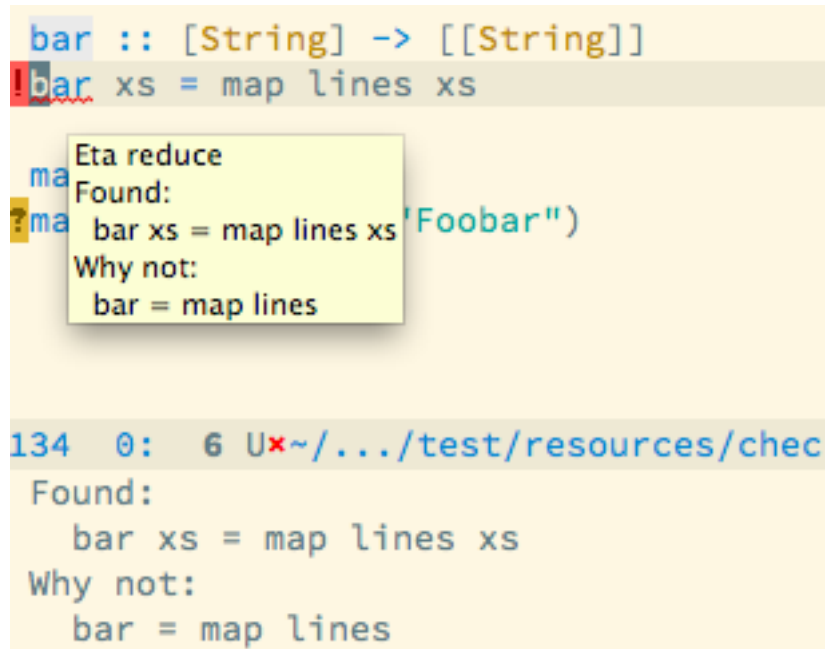 bar :: [String] -> [[String]]
!bar xs = map lines xs
ma
?ma "Foobar")
Eta reduce
Found:
  bar xs = map lines xs
Why not:
  bar = map lines
134  0:  6 U×~/.../test/resources/chec
Found:
  bar xs = map lines xs
Why not:
  bar = map lines